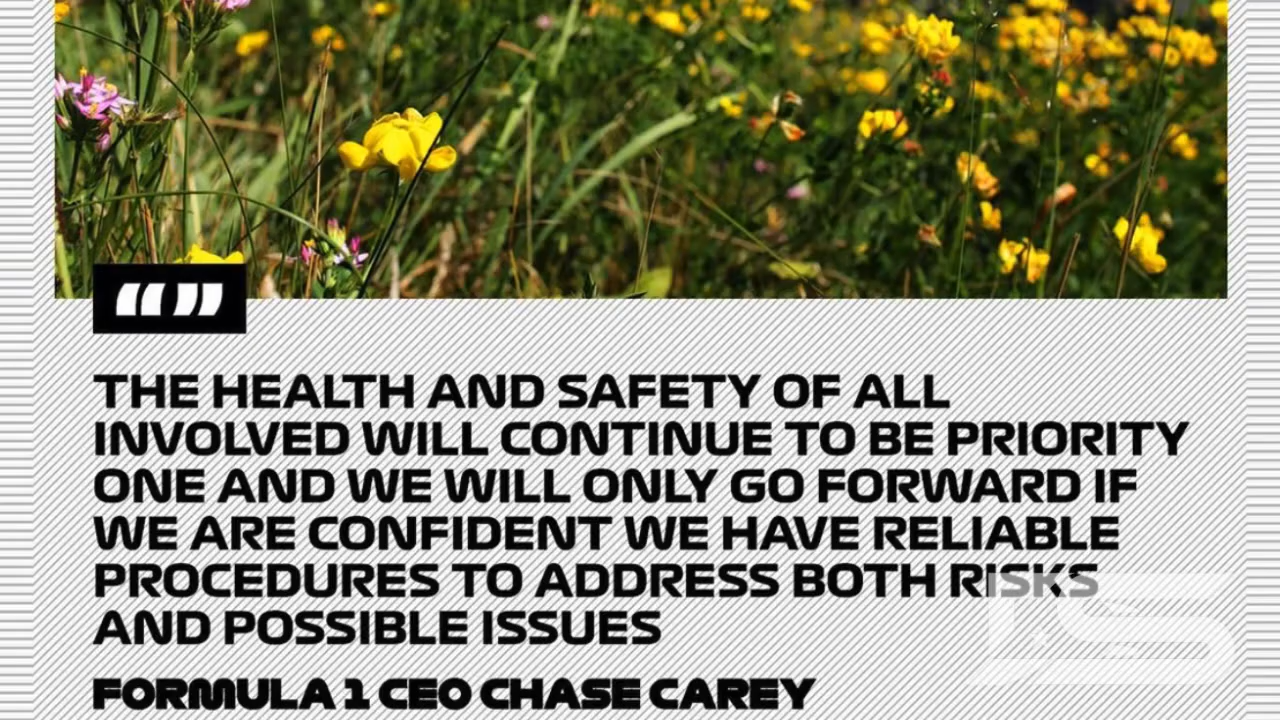 THE HEALTH AND SAFETY OF ALL
INVOLVED WILL CONTINUE TO BE PRIORITY
ONE AND WE WILL ONLY GO FORWARD IF
WE ARE CONFIDENT WE HAVE RELIABLE
PROCEDURES TO ADDRESS BOTH RISKS
AND POSSIBLE ISSUES
FORMULA 1 CEO CHASE CAREY